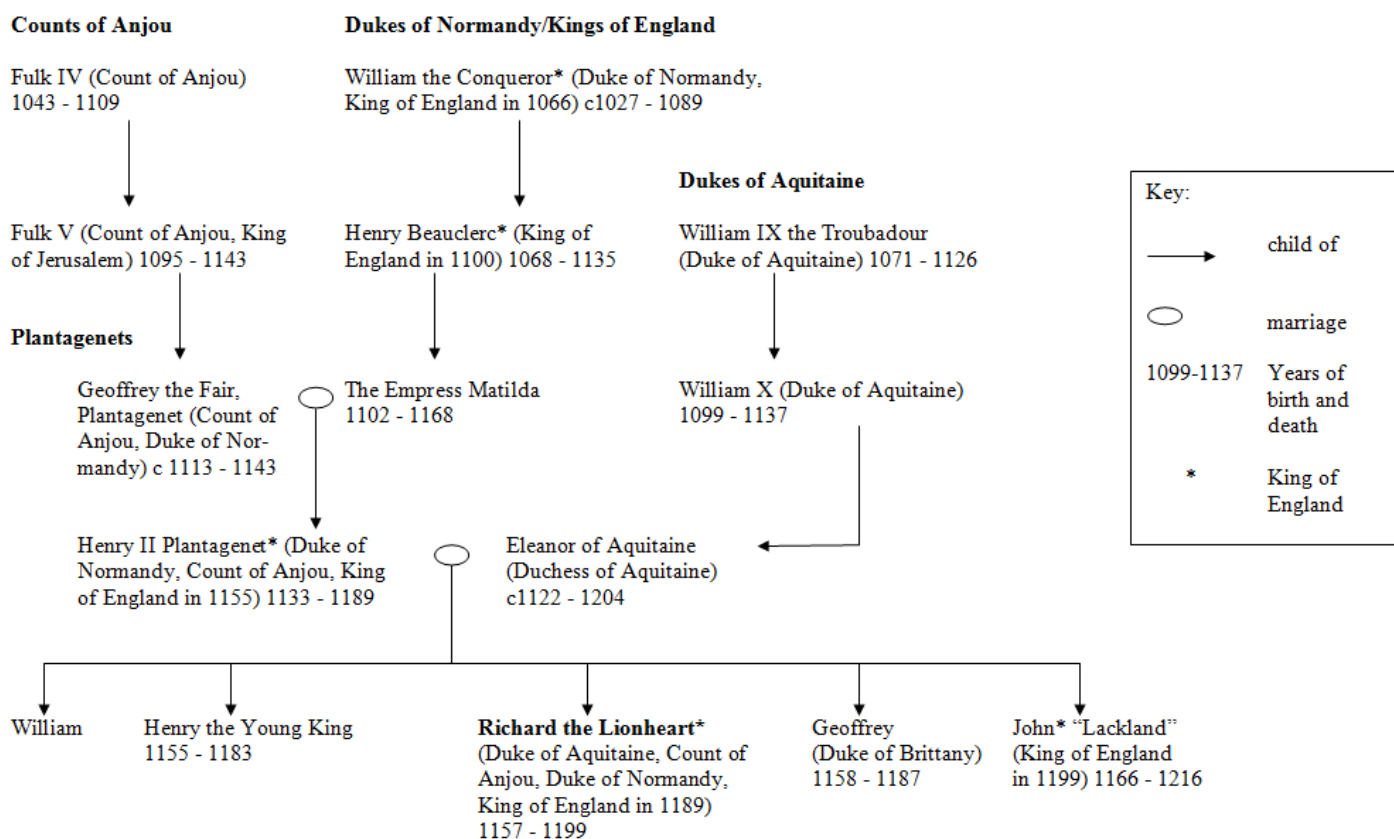 Counts of Anjou
Dukes of Normandy/Kings of England
Fulk IV (Count of Anjou)
1043 - 1109
William the Conqueror* (Duke of Normandy,
King of England in 1066) c1027 - 1089
Dukes of Aquitaine
Fulk V (Count of Anjou, King
of Jerusalem) 1095 - 1143
Henry Beauclerc* (King of
England in 1100) 1068 - 1135
William IX the Troubadour
(Duke of Aquitaine) 1071 - 1126
Plantagenets
Geoffrey the Fair,
Plantagenet (Count of
Anjou, Duke of Nor-
mandy) c 1113 - 1143
The Empress Matilda
1102 - 1168
William X (Duke of Aquitaine)
1099 - 1137
Henry II Plantagenet* (Duke of
Normandy, Count of Anjou, King
of England in 1155) 1133 - 1189
Eleanor of Aquitaine
(Duchess of Aquitaine)
c1122 - 1204
William
Henry the Young King
1155 - 1183
Richard the Lionheart*
(Duke of Aquitaine, Count of
Anjou, Duke of Normandy,
King of England in 1189)
1157 - 1199
Geoffrey
(Duke of Brittany)
1158 - 1187
John* “Lackland”
(King of England
in 1199) 1166 - 1216
Key:
child of
marriage
1099-1137 Years of
birth and
death
* King of
England